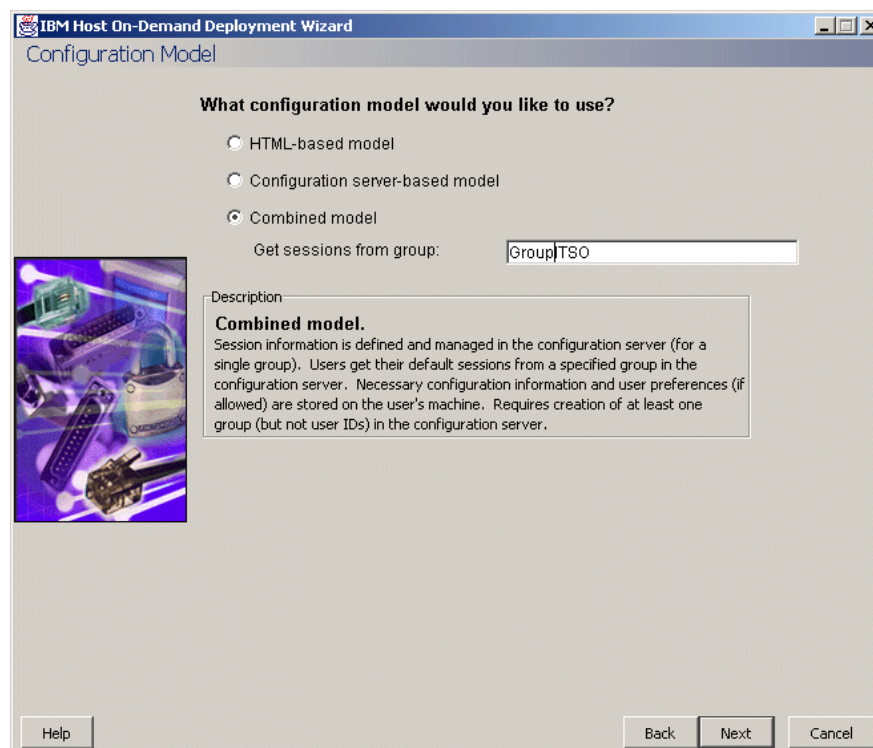 IBM Host On-Demand Deployment Wizard
Configuration Model
What configuration model would you like to use?
HTML-based model
Configuration server-based model
Combined model
Get sessions from group: GroupITSO
Description
Combined model.
Session information is defined and managed in the configuration server (for a
single group). Users get their default sessions from a specified group in the
configuration server. Necessary configuration information and user preferences (if
allowed) are stored on the user's machine. Requires creation of at least one
group (but not user IDs) in the configuration server.
Help Back Next Cancel